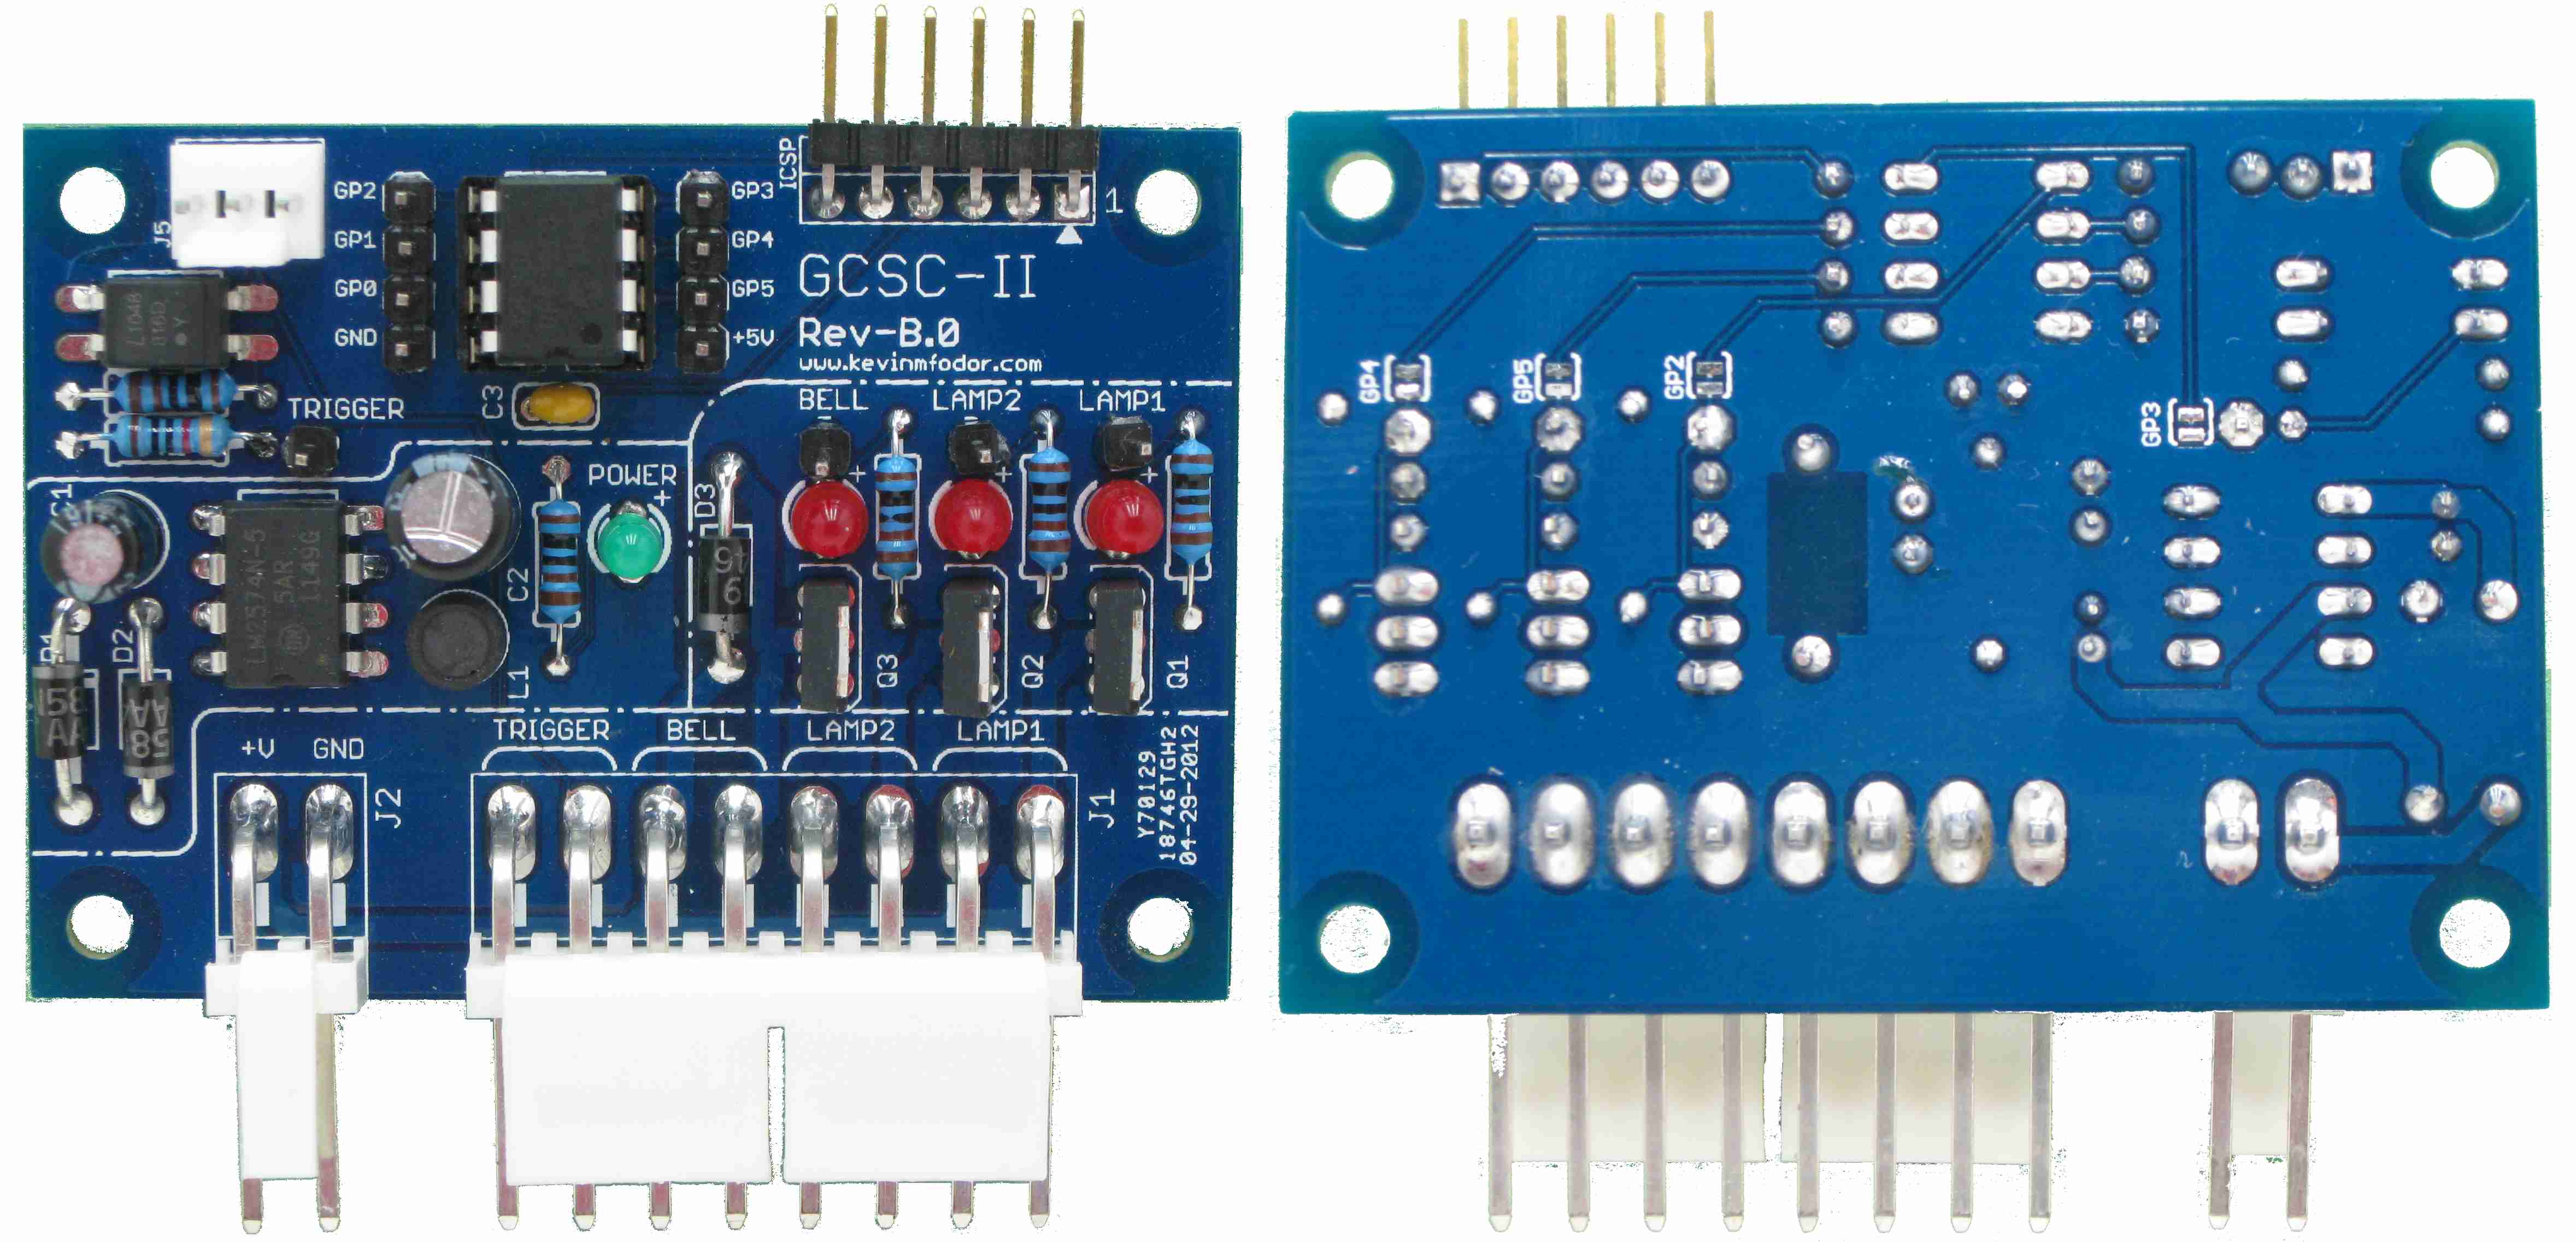 ICSP
1
J5
GP2
GP1
GP0
GND
GP3
GP4
GP5
+5V
GCSC-II
Rev-B.0
www.kevinmfodor.com
C3
TRIGGER
BELL
LAMP2
LAMP1
+
+
+
C1
POWER
+
D3
LM2574N-5
C2
L1
D1
D2
Q3
Q2
Q1
+V
GND
J2
TRIGGER
BELL
LAMP2
LAMP1
J1
Y70129
18746TGH2
04-29-2012
GP4
GP5
GP2
GP3